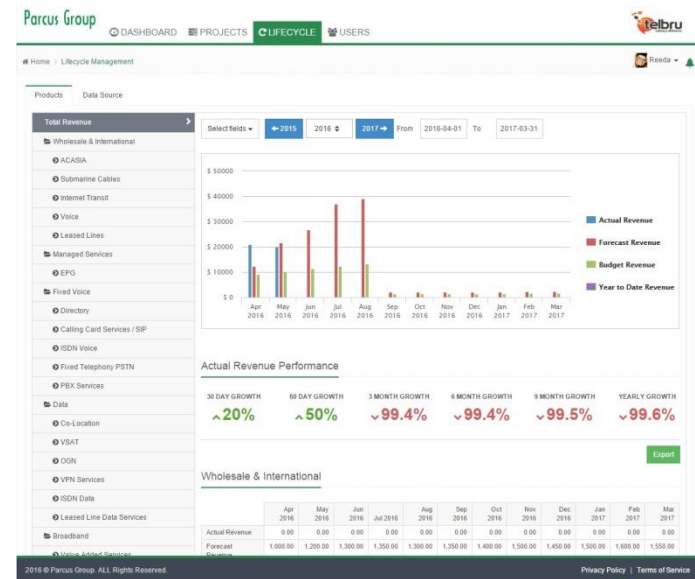 Parcus Group
DASHBOARD PROJECTS LIFECYCLE USERS
telbru
Home / Lifecycle Management
Reeda
Products Data Source
Total Revenue
Wholesale & International
ACASIA
Submarine Cables
Internet Transit
Voice
Leased Lines
Managed Services
EPG
Fixed Voice
Directory
Calling Card Services / SIP
ISDN Voice
Fixed Telephony PSTN
PBX Services
Data
Co-Location
VSAT
OGN
VPN Services
ISDN Data
Leased Line Data Services
Broadband
Value Added Services
Select fields 2015 2016 2017 From 2016-04-01 To 2017-03-31
$ 50000
$ 40000
$ 30000
$ 20000
$ 10000
$ 0
Apr May Jun Jul Aug Sep Oct Nov Dec Jan Feb Mar
2016 2016 2016 2016 2016 2016 2016 2016 2016 2017 2017 2017
Actual Revenue
Forecast Revenue
Budget Revenue
Year to Date Revenue
Actual Revenue Performance
30 DAY GROWTH 60 DAY GROWTH 3 MONTH GROWTH 6 MONTH GROWTH 9 MONTH GROWTH YEARLY GROWTH
20% 50% 99.4% 99.4% 99.5% 99.6%
Export
Wholesale & International
Apr May Jun Jul 2016 Aug Sep Oct Nov Dec Jan Feb Mar
2016 2016 2016 2016 2016 2016 2016 2016 2017 2017 2017
Actual Revenue 0.00 0.00 0.00 0.00 0.00 0.00 0.00 0.00 0.00 0.00 0.00 0.00
Forecast 1,000.00 1,200.00 1,300.00 1,350.00 1,300.00 1,350.00 1,400.00 1,500.00 1,450.00 1,500.00 1,600.00 1,550.00
Revenue
2016 © Parcus Group. ALL Rights Reserved.
Privacy Policy | Terms of Service